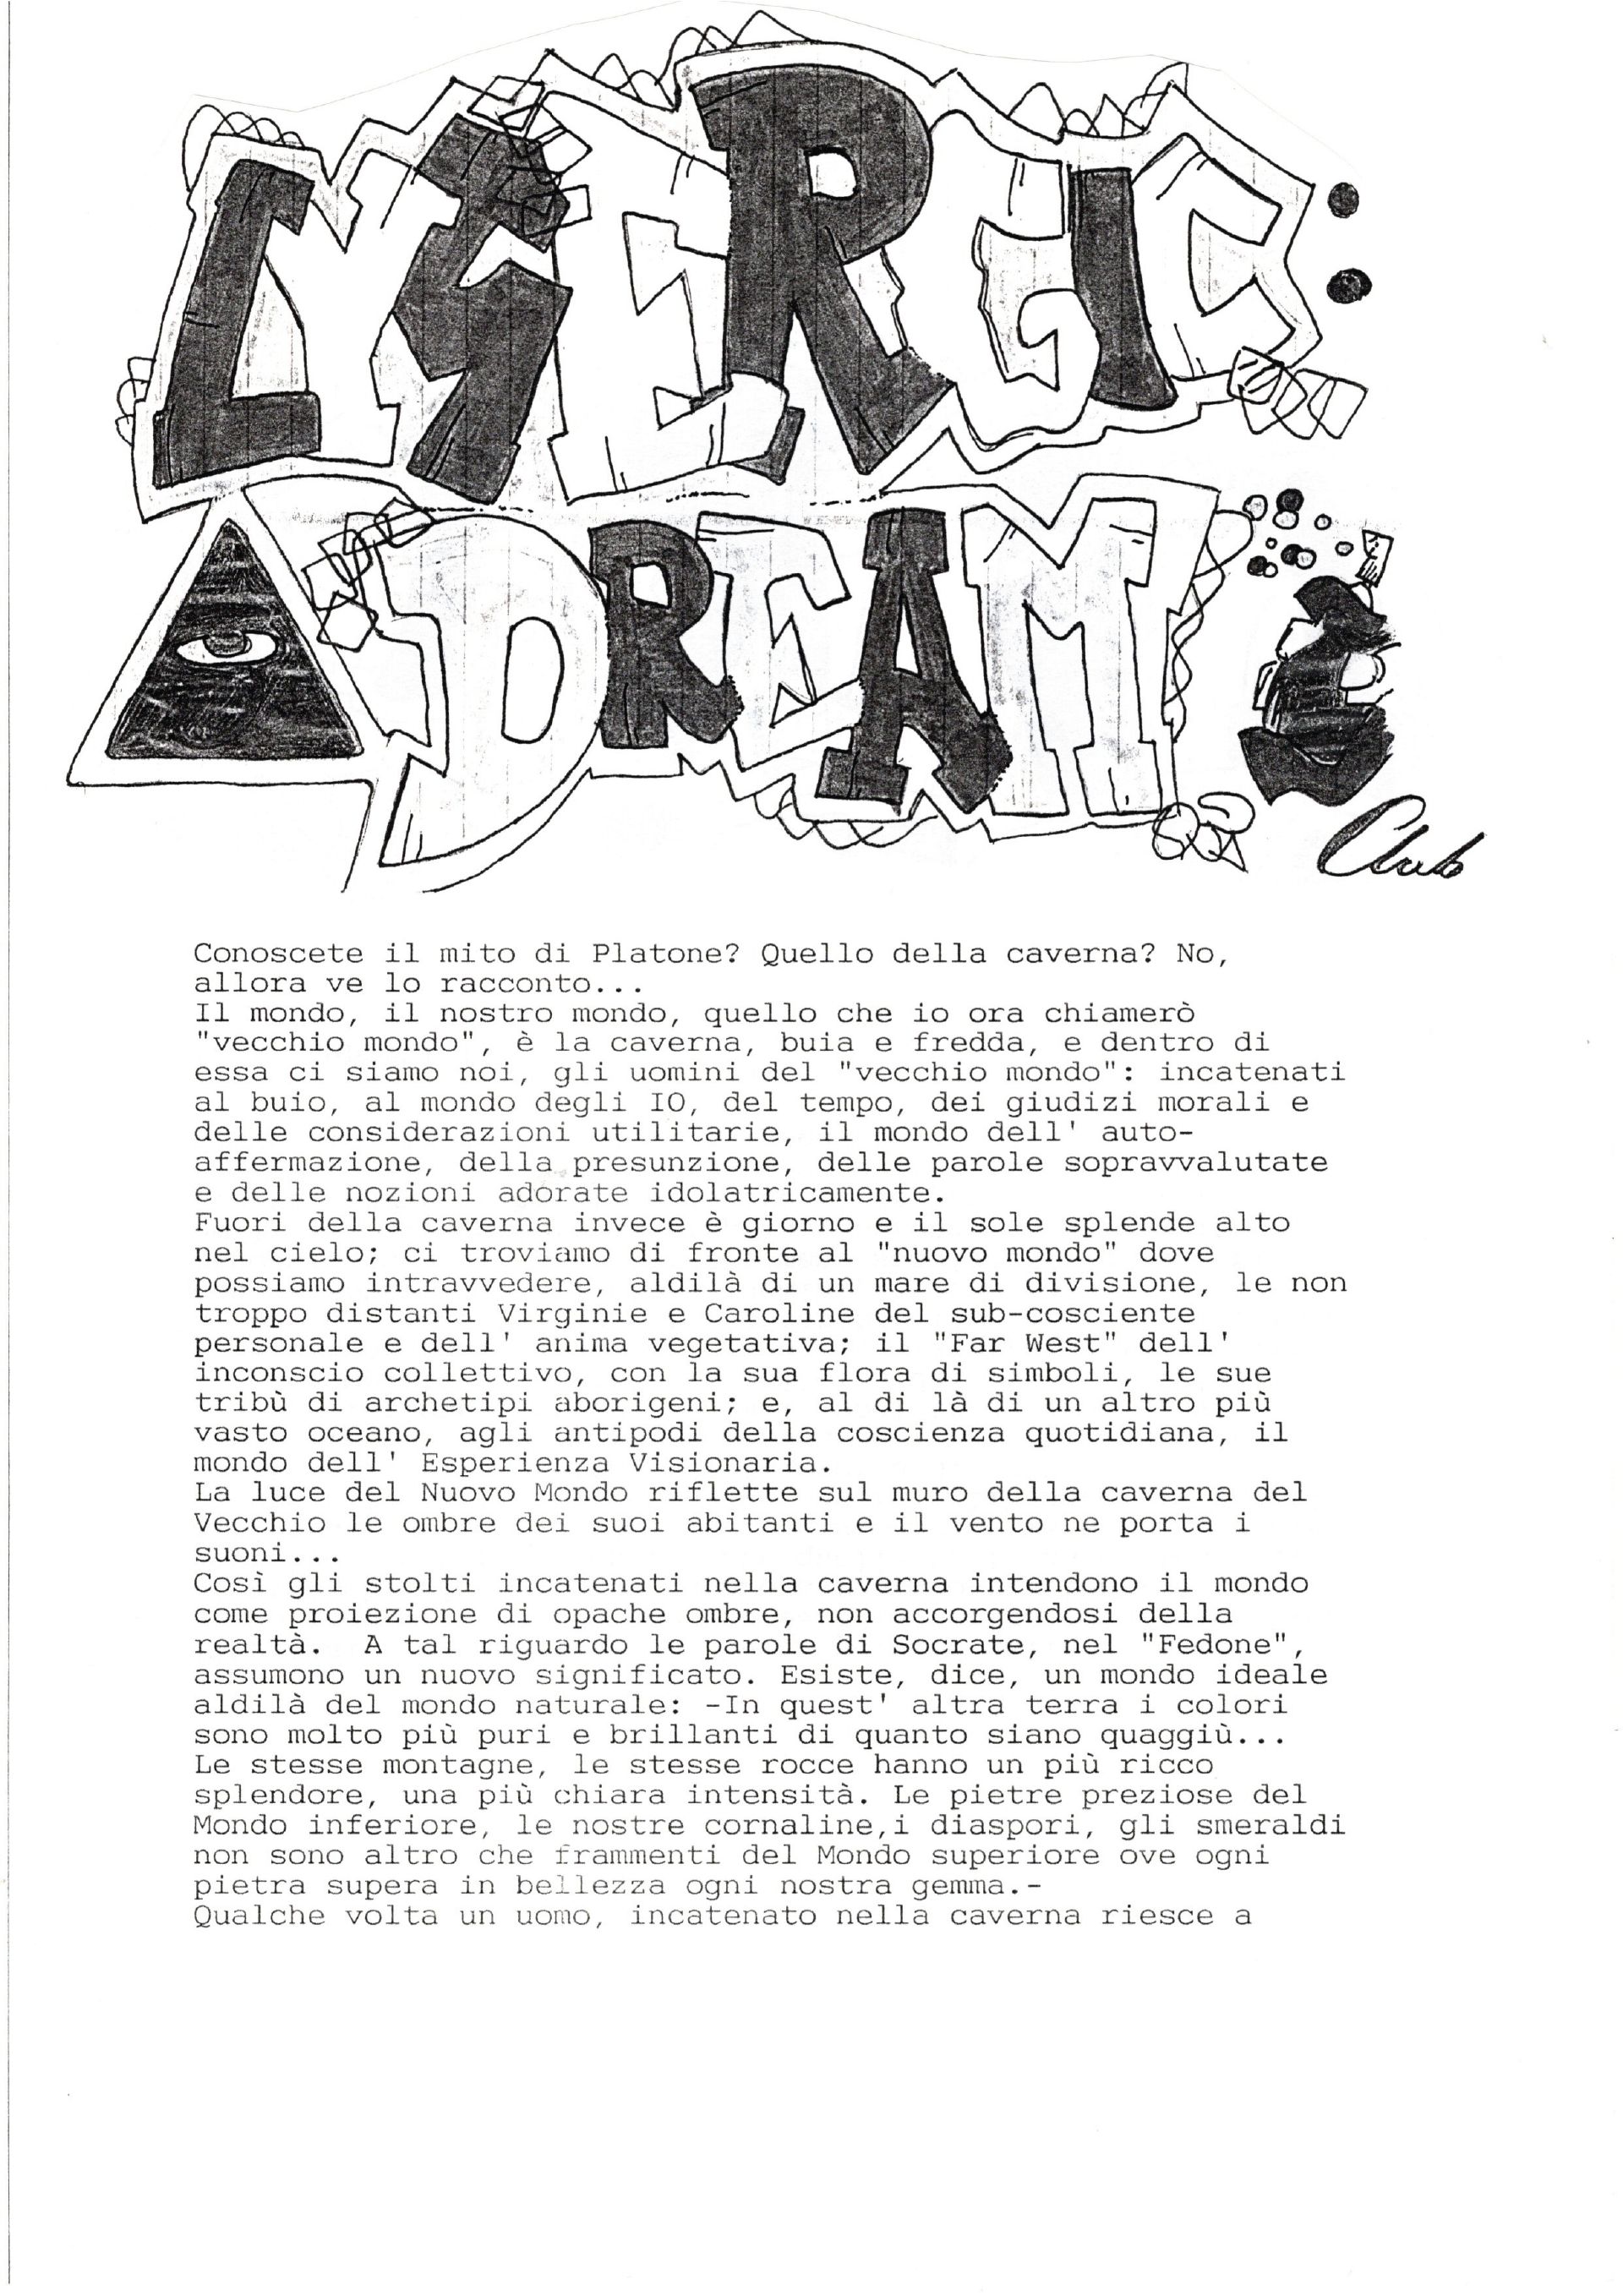 LYSERGIC:
DREAM
Club
Conoscete il mito di Platone? Quello della caverna? No,
allora ve lo racconto...
Il mondo, il nostro mondo, quello che io ora chiamerò
"vecchio mondo", è la caverna, buia e fredda, e dentro di
essa ci siamo noi, gli uomini del "vecchio mondo": incatenati
al buio, al mondo degli IO, del tempo, dei giudizi morali e
delle considerazioni utilitarie, il mondo dell' auto-
affermazione, della presunzione, delle parole sopravvalutate
e delle nozioni adorate idolatricamente.
Fuori della caverna invece è giorno e il sole splende alto
nel cielo; ci troviamo di fronte al "nuovo mondo" dove
possiamo intravvedere, aldilà di un mare di divisione, le non
troppo distanti Virginie e Caroline del sub-cosciente
personale e dell' anima vegetativa; il "Far West" dell'
inconscio collettivo, con la sua flora di simboli, le sue
tribù di archetipi aborigeni; e, al di là di un altro più
vasto oceano, agli antipodi della coscienza quotidiana, il
mondo dell' Esperienza Visionaria.
La luce del Nuovo Mondo riflette sul muro della caverna del
Vecchio le ombre dei suoi abitanti e il vento ne porta i
suoni...
Così gli stolti incatenati nella caverna intendono il mondo
come proiezione di opache ombre, non accorgendosi della
realtà.  A tal riguardo le parole di Socrate, nel "Fedone",
assumono un nuovo significato. Esiste, dice, un mondo ideale
aldilà del mondo naturale: -In quest' altra terra i colori
sono molto più puri e brillanti di quanto siano quaggiù...
Le stesse montagne, le stesse rocce hanno un più ricco
splendore, una più chiara intensità. Le pietre preziose del
Mondo inferiore, le nostre cornaline,i diaspori, gli smeraldi
non sono altro che frammenti del Mondo superiore ove ogni
pietra supera in bellezza ogni nostra gemma.-
Qualche volta un uomo, incatenato nella caverna riesce a